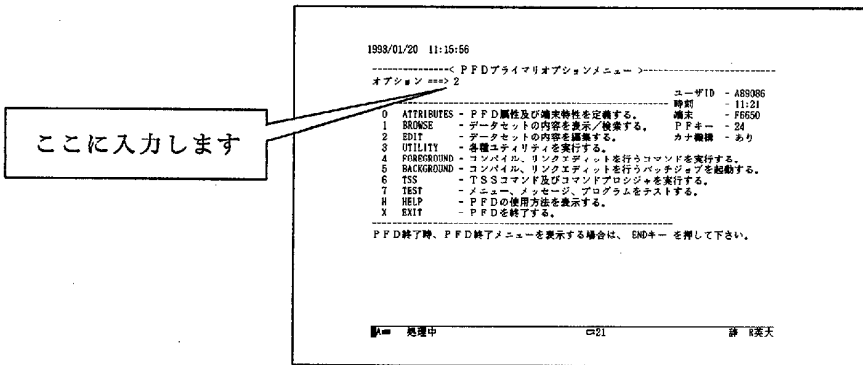 1993/01/20 11:15:56
--------------< PFDプライマリオプションメニュー >----------------------
オプション ===> 2
ここに入力します
ユーザID - A89086
時刻 - 11:21
0 ATTRIBUTES - PFD属性及び端末特性を定義する。 端末 - F6650
1 BROWSE - データセットの内容を表示／検索する。 PFキー - 24
2 EDIT - データセットの内容を編集する。 カナ機構 - あり
3 UTILITY - 各種ユティリティを実行する。
4 FOREGROUND - コンパイル、リンクエディットを行うコマンドを実行する。
5 BACKGROUND - コンパイル、リンクエディットを行うバッチジョブを起動する。
6 TSS - TSSコマンド及びコマンドプロシジャを実行する。
7 TEST - メニュー、メッセージ、プログラムをテストする。
H HELP - PFDの使用方法を表示する。
X EXIT - PFDを終了する。
PFD終了時、PFD終了メニューを表示する場合は、 ENDキー を押して下さい。
処理中 21 R英大